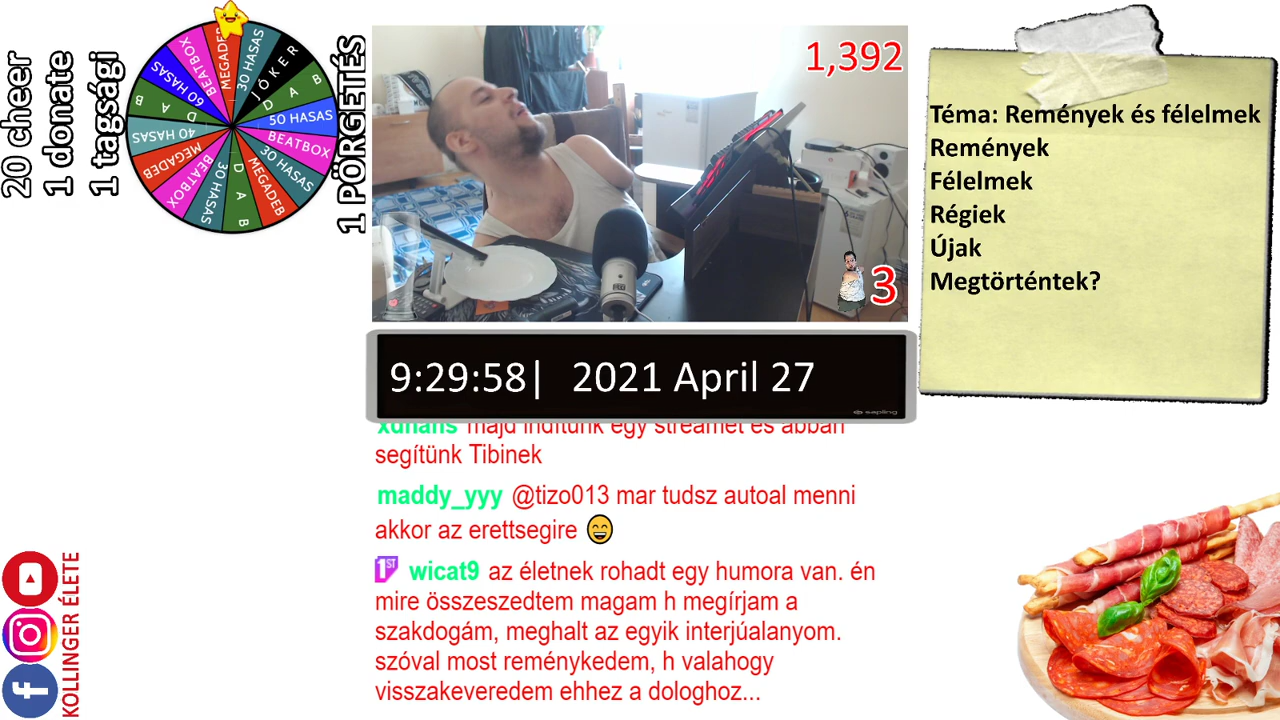 20 cheer
1 donate
1 tagsági
1 PÖRGETÉS
MEGADEB
30 HASAS
JÓKER
D A B
50 HASAS
BEATBOX
30 HASAS
MEGADEB
D A B
30 HASAS
BEATBOX
MEGADEB
40 HASAS
D A B
60 HASAS
BEATBOX
1,392
3
Téma: Remények és félelmek
Remények
Félelmek
Régiek
Újak
Megtörténtek?
9:29:58| 2021 April 27
sapling
xdhans majd indítunk egy streamet és abban
segítünk Tibinek
maddy_yyy @tizo013 mar tudsz autoal menni
akkor az erettsegire 😄
1ST wicat9 az életnek rohadt egy humora van. én
mire összeszedtem magam h megírjam a
szakdogám, meghalt az egyik interjúalanyom.
szóval most reménykedem, h valahogy
visszakeveredem ehhez a dologhoz...
KOLLINGER ÉLETE